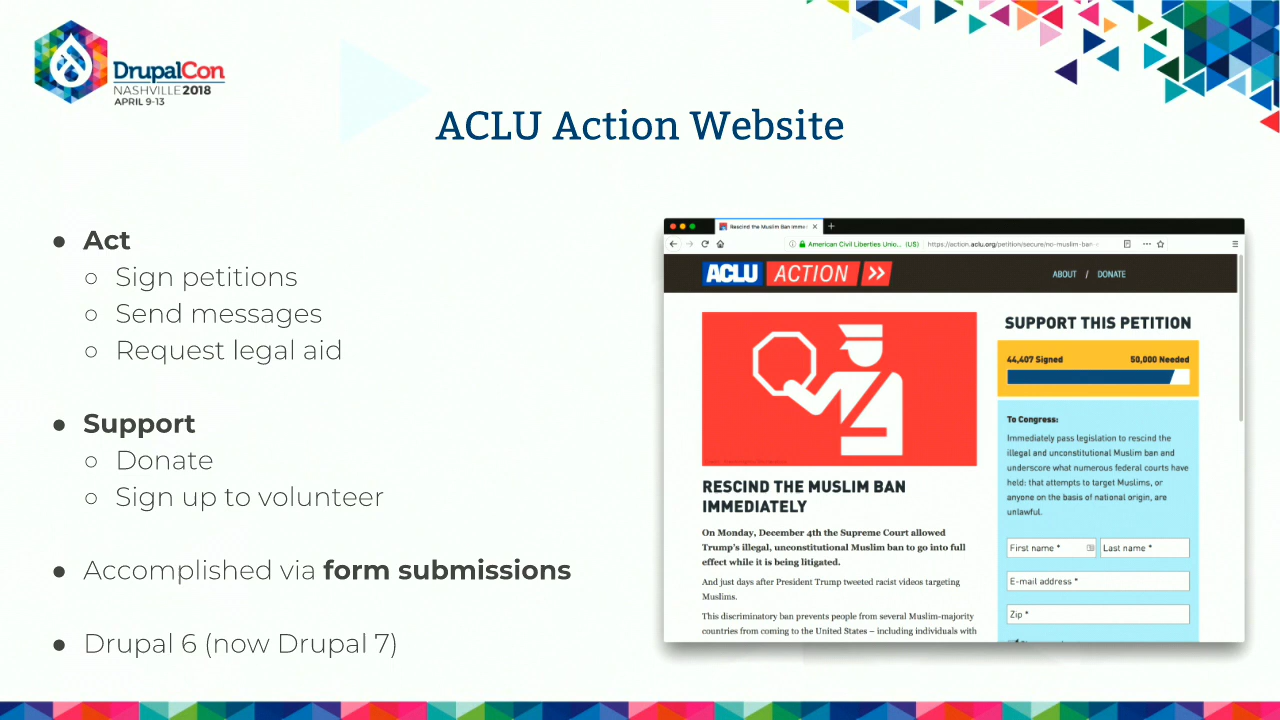 DrupalCon
NASHVILLE 2018
APRIL 9-13
ACLU Action Website
● Act
○ Sign petitions
○ Send messages
○ Request legal aid
● Support
○ Donate
○ Sign up to volunteer
● Accomplished via form submissions
● Drupal 6 (now Drupal 7)
Rescind the Muslim Ban Imme
American Civil Liberties Unio... (US)
https://action.aclu.org/petition/secure/no-muslim-ban-
ACLU ACTION »
ABOUT / DONATE
RESCIND THE MUSLIM BAN
IMMEDIATELY
On Monday, December 4th the Supreme Court allowed
Trump's illegal, unconstitutional Muslim ban to go into full
effect while it is being litigated.
And just days after President Trump tweeted racist videos targeting
Muslims.
This discriminatory ban prevents people from several Muslim-majority
countries from coming to the United States – including individuals with
SUPPORT THIS PETITION
44,407 Signed 50,000 Needed
To Congress:
Immediately pass legislation to rescind the
illegal and unconstitutional Muslim ban and
underscore what numerous federal courts have
held: that attempts to target Muslims, or
anyone on the basis of national origin, are
unlawful.
First name * Last name *
E-mail address *
Zip *